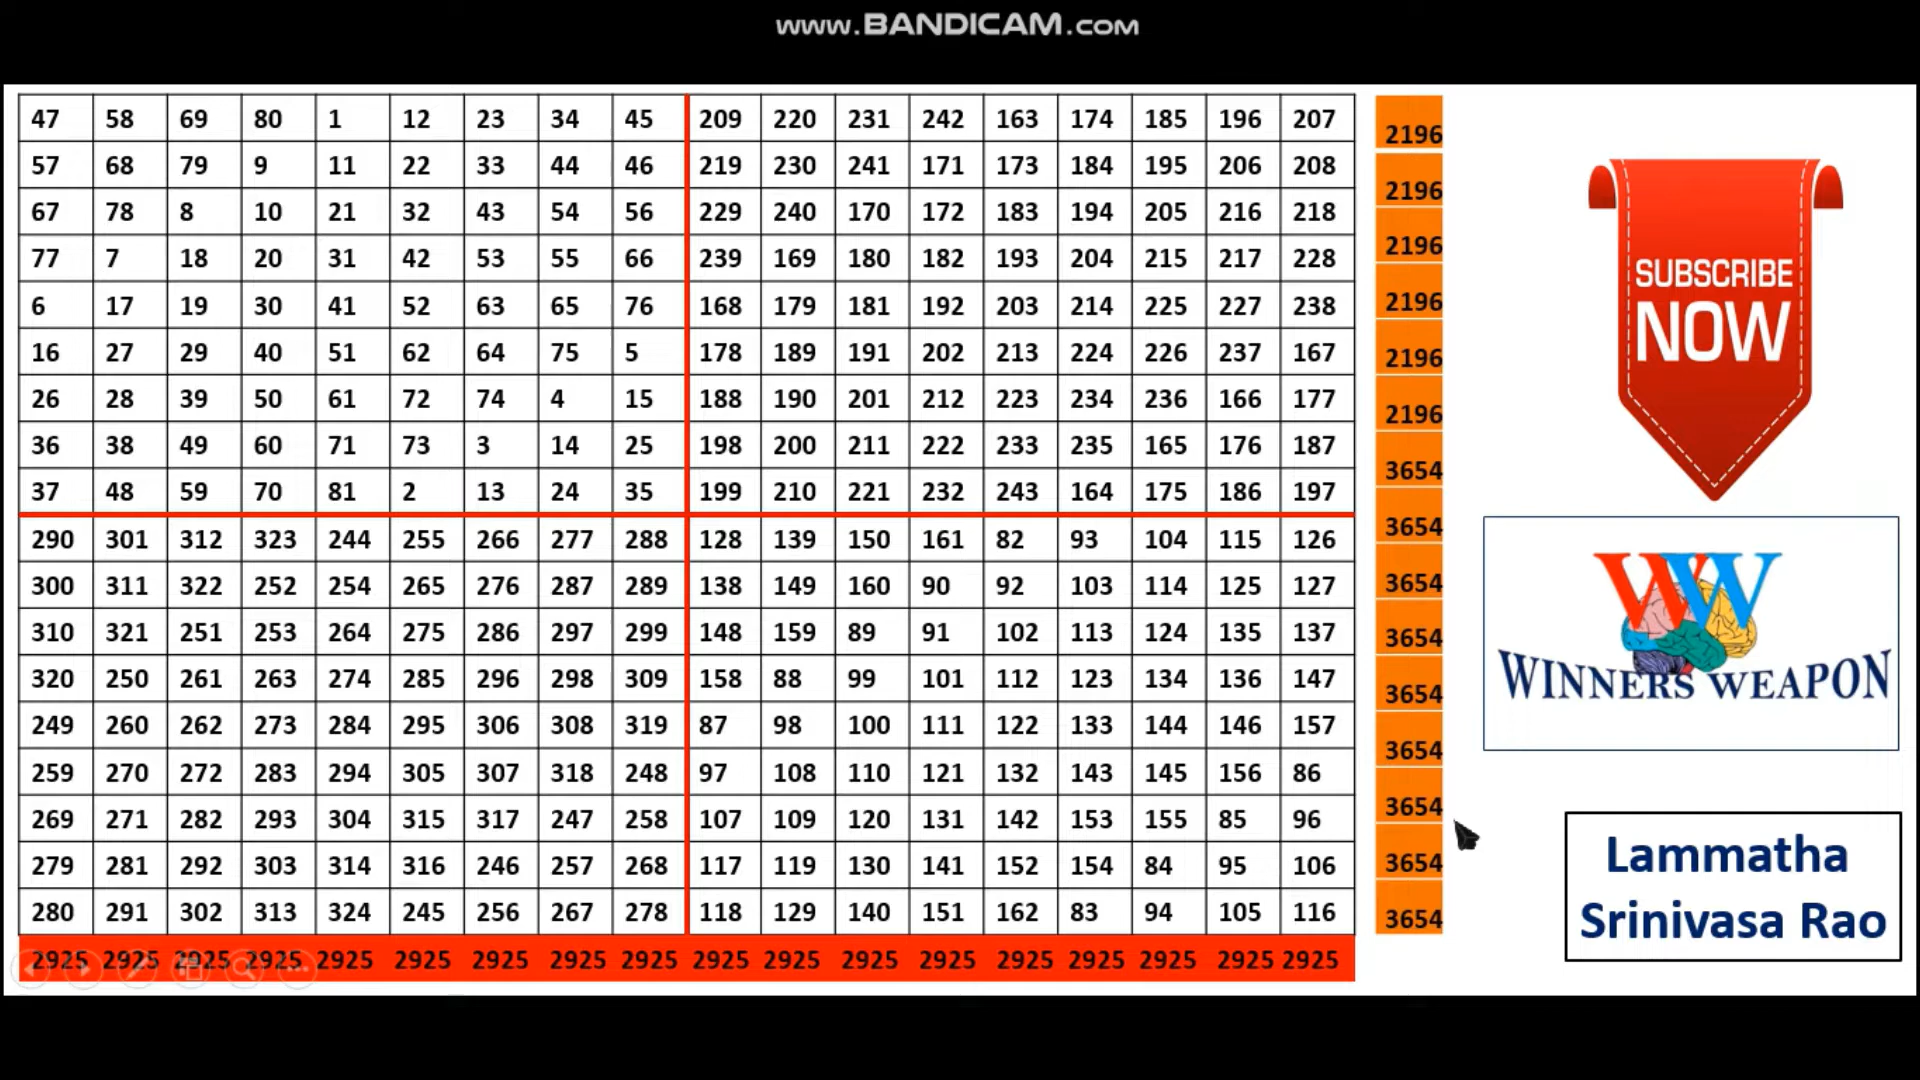 www.BANDICAM.com
47 58 69 80 1 12 23 34 45 209 220 231 242 163 174 185 196 207
57 68 79 9 11 22 33 44 46 219 230 241 171 173 184 195 206 208
67 78 8 10 21 32 43 54 56 229 240 170 172 183 194 205 216 218
77 7 18 20 31 42 53 55 66 239 169 180 182 193 204 215 217 228
6 17 19 30 41 52 63 65 76 168 179 181 192 203 214 225 227 238
16 27 29 40 51 62 64 75 5 178 189 191 202 213 224 226 237 167
26 28 39 50 61 72 74 4 15 188 190 201 212 223 234 236 166 177
36 38 49 60 71 73 3 14 25 198 200 211 222 233 235 165 176 187
37 48 59 70 81 2 13 24 35 199 210 221 232 243 164 175 186 197
290 301 312 323 244 255 266 277 288 128 139 150 161 82 93 104 115 126
300 311 322 252 254 265 276 287 289 138 149 160 90 92 103 114 125 127
310 321 251 253 264 275 286 297 299 148 159 89 91 102 113 124 135 137
320 250 261 263 274 285 296 298 309 158 88 99 101 112 123 134 136 147
249 260 262 273 284 295 306 308 319 87 98 100 111 122 133 144 146 157
259 270 272 283 294 305 307 318 248 97 108 110 121 132 143 145 156 86
269 271 282 293 304 315 317 247 258 107 109 120 131 142 153 155 85 96
279 281 292 303 314 316 246 257 268 117 119 130 141 152 154 84 95 106
280 291 302 313 324 245 256 267 278 118 129 140 151 162 83 94 105 116
2925 2925 2925 2925 2925 2925 2925 2925 2925 2925 2925 2925 2925 2925 2925 2925 2925 2925
2196
2196
2196
2196
2196
2196
3654
3654
3654
3654
3654
3654
3654
3654
3654
SUBSCRIBE
NOW
WW
WINNERS WEAPON
Lammatha
Srinivasa Rao